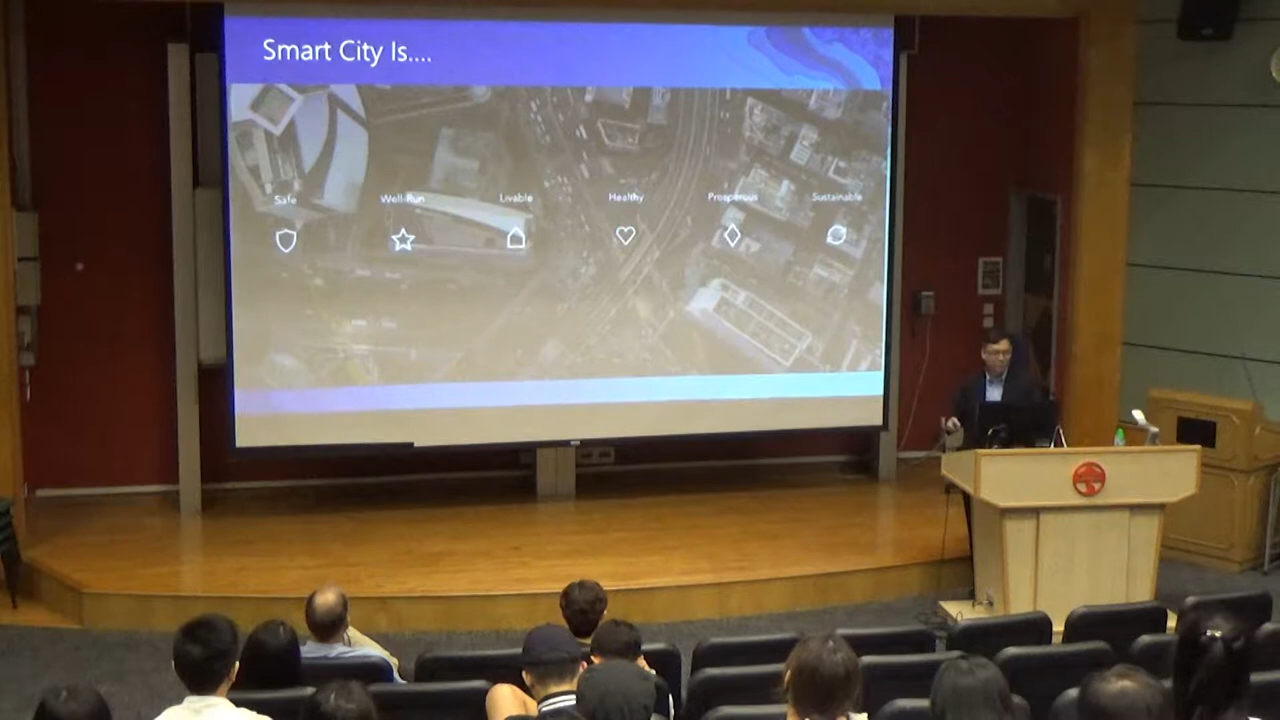 Smart City Is....
Safe Well-Run Livable Healthy Prosperous Sustainable